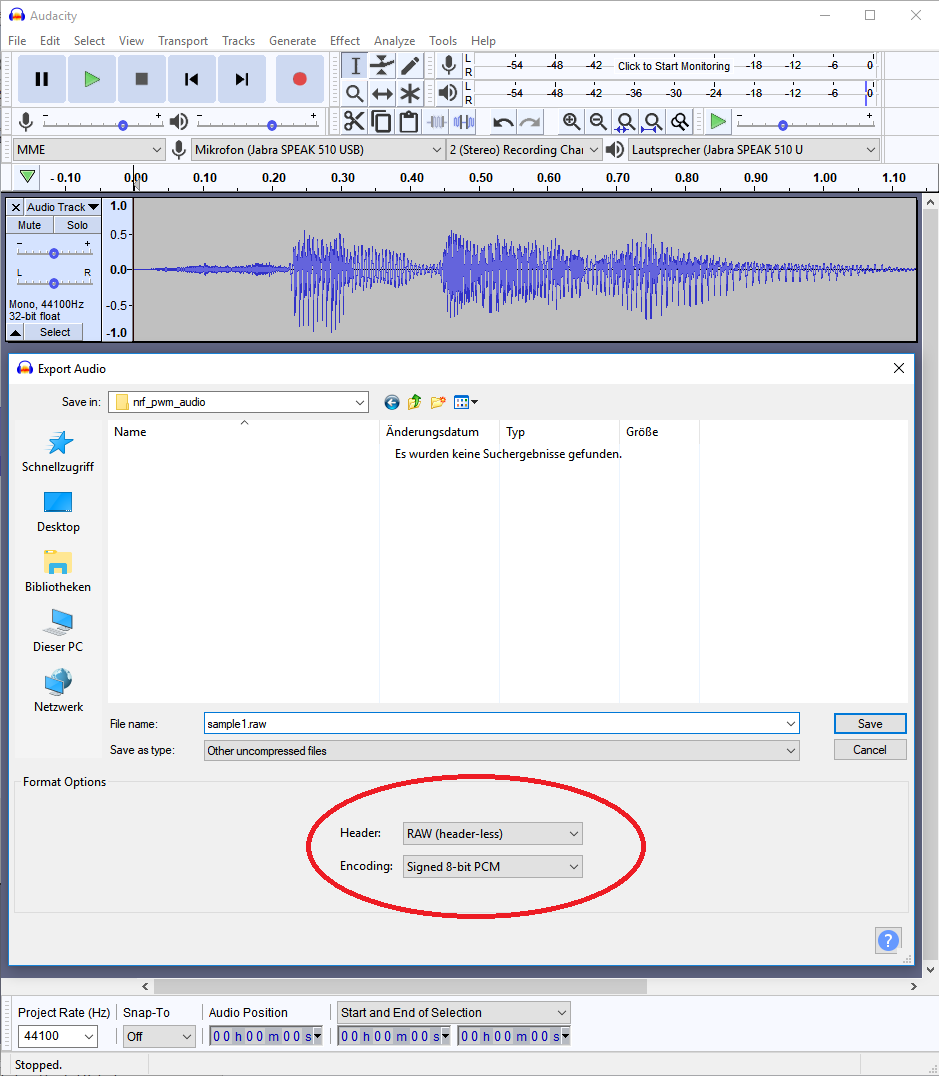 Audacity
File Edit Select View Transport Tracks Generate Effect Analyze Tools Help
L
R
-54 -48 -42 Click to Start Monitoring -18 -12 -6 0
L
R
-54 -48 -42 -36 -30 -24 -18 -12 -6 0
- + - + - +
MME Mikrofon (Jabra SPEAK 510 USB) 2 (Stereo) Recording Chan Lautsprecher (Jabra SPEAK 510 U
-0.10 0.00 0.10 0.20 0.30 0.40 0.50 0.60 0.70 0.80 0.90 1.00 1.10
Audio Track 1.0
Mute Solo
- + 0.5
L R 0.0
Mono, 44100Hz -0.5
32-bit float
Select -1.0
Export Audio
Save in: nrf_pwm_audio
Name Änderungsdatum Typ Größe
Es wurden keine Suchergebnisse gefunden.
Schnellzugriff
Desktop
Bibliotheken
Dieser PC
Netzwerk
File name: sample1.raw Save
Save as type: Other uncompressed files Cancel
Format Options
Header: RAW (header-less)
Encoding: Signed 8-bit PCM
?
Project Rate (Hz) Snap-To Audio Position Start and End of Selection
44100 Off 00 h 00 m 00 s 00 h 00 m 00 s 00 h 00 m 00 s
Stopped.